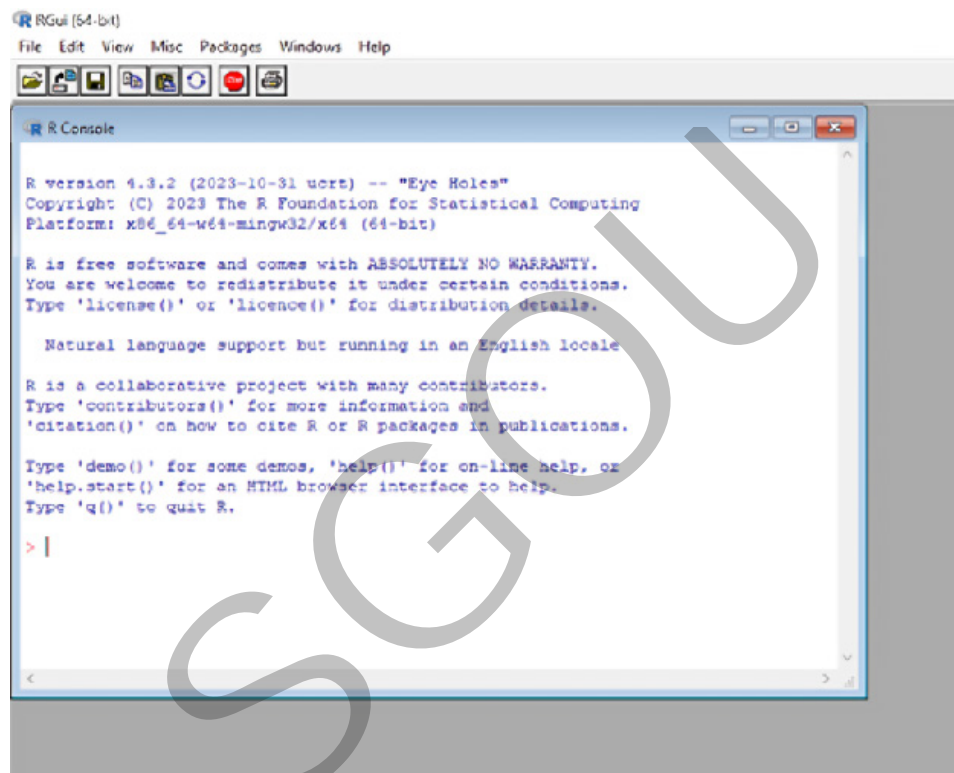 RGui (64-bit)
File Edit View Misc Packages Windows Help
R Console
R version 4.3.2 (2023-10-31 ucrt) -- "Eye Holes"
Copyright (C) 2023 The R Foundation for Statistical Computing
Platform: x86_64-w64-mingw32/x64 (64-bit)
R is free software and comes with ABSOLUTELY NO WARRANTY.
You are welcome to redistribute it under certain conditions.
Type 'license()' or 'licence()' for distribution details.
Natural language support but running in an English locale
R is a collaborative project with many contributors.
Type 'contributors()' for more information and
'citation()' on how to cite R or R packages in publications.
Type 'demo()' for some demos, 'help()' for on-line help, or
'help.start()' for an HTML browser interface to help.
Type 'q()' to quit R.
>
SGOU